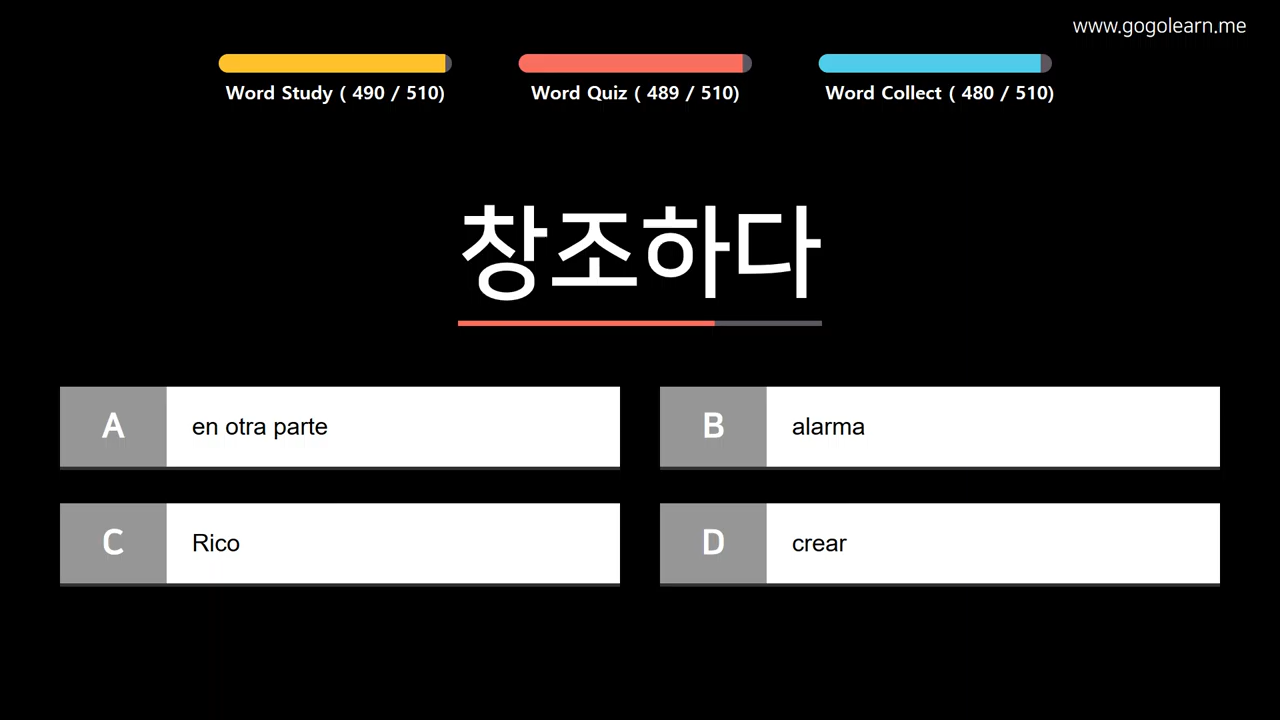 www.gogolearn.me
Word Study ( 490 / 510)
Word Quiz ( 489 / 510)
Word Collect ( 480 / 510)
창조하다
A
en otra parte
B
alarma
C
Rico
D
crear